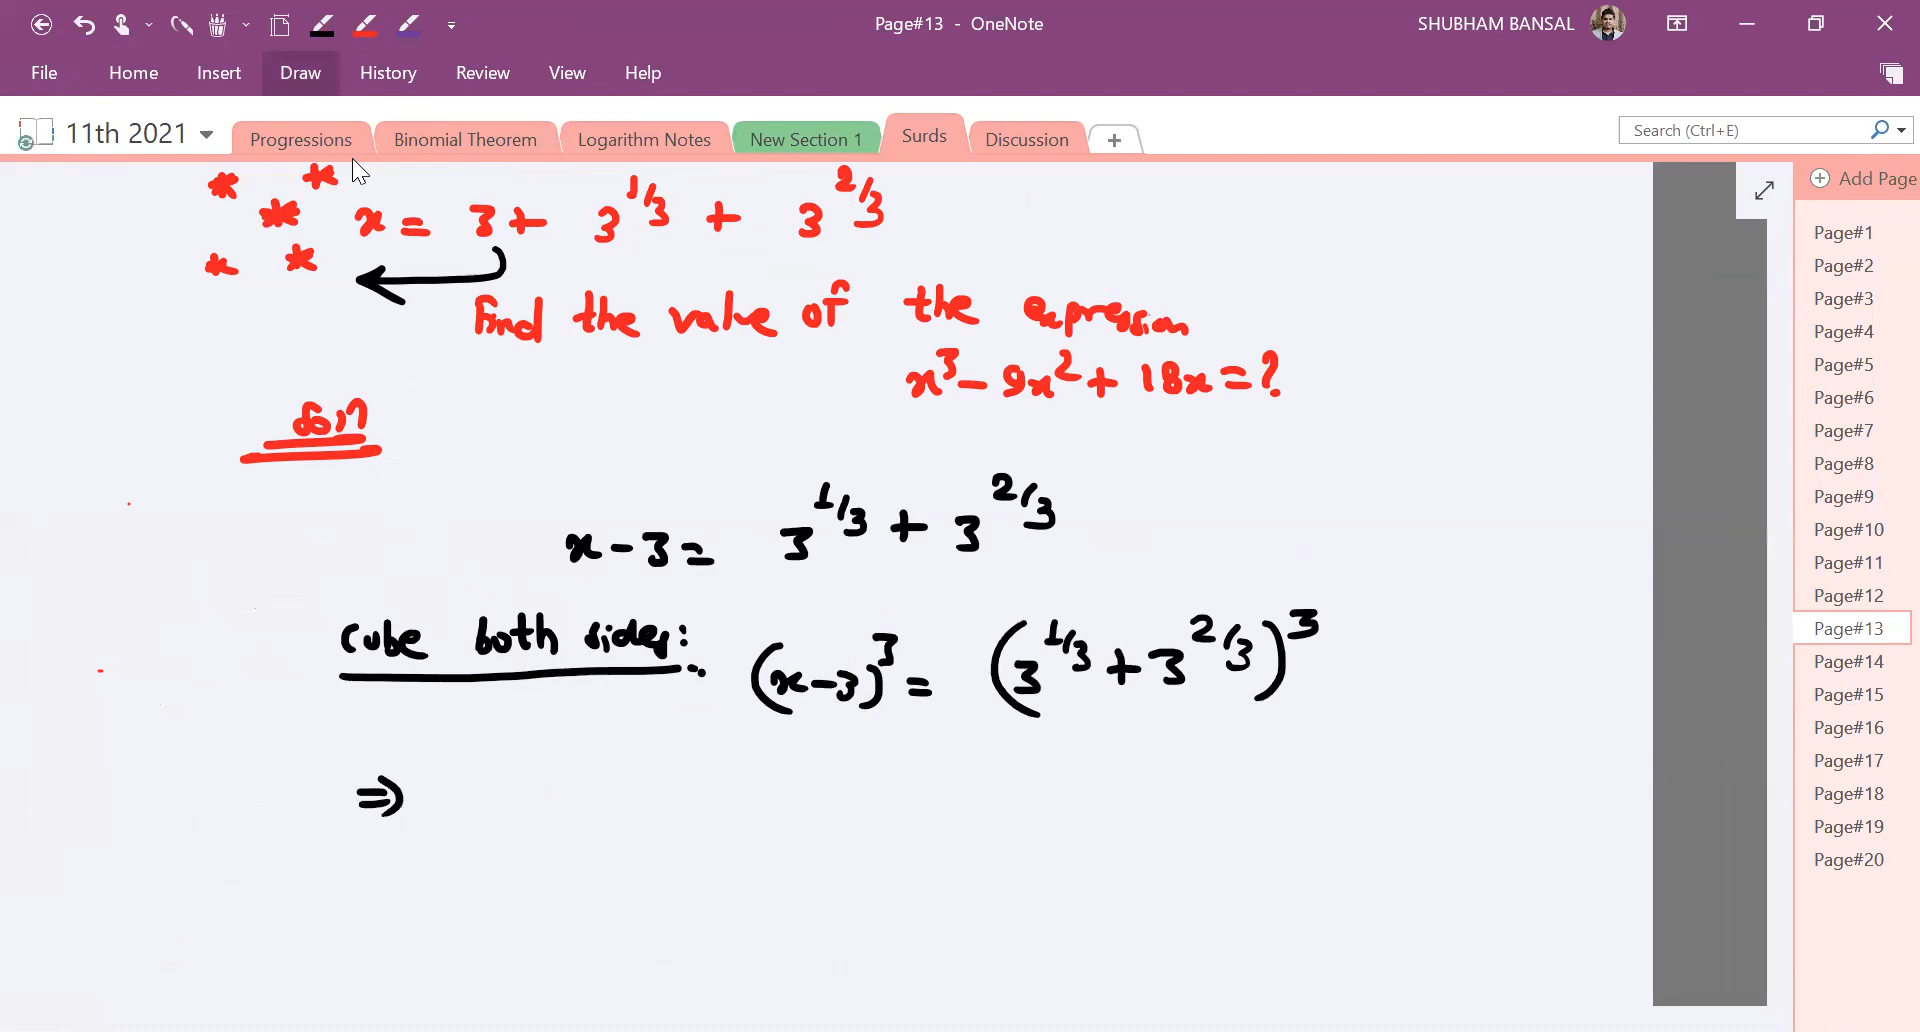 Page#13 - OneNote
SHUBHAM BANSAL
File Home Insert Draw History Review View Help
11th 2021
Progressions Binomial Theorem Logarithm Notes New Section 1 Surds Discussion +
Search (Ctrl+E)
Add Page
x = 3 + 3^{1/3} + 3^{2/3}
Find the value of the expression
x³ - 9x² + 18x = ?
Solⁿ
x - 3 = 3^{1/3} + 3^{2/3}
cube both sides: (x - 3)³ = (3^{1/3} + 3^{2/3})³
⇒
Page#1
Page#2
Page#3
Page#4
Page#5
Page#6
Page#7
Page#8
Page#9
Page#10
Page#11
Page#12
Page#13
Page#14
Page#15
Page#16
Page#17
Page#18
Page#19
Page#20